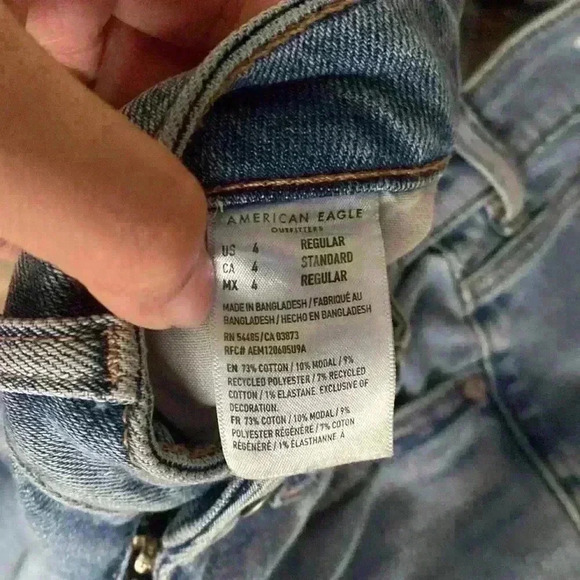 AMERICAN EAGLE
OUTFITTERS
US 4 REGULAR
CA 4 STANDARD
MX 4 REGULAR
MADE IN BANGLADESH / FABRIQUÉ AU
BANGLADESH / HECHO EN BANGLADESH
RN 54485/CA 03873
RFC# AEM120605U9A
EN 73% COTTON / 10% MODAL / 9%
RECYCLED POLYESTER / 7% RECYCLED
COTTON / 1% ELASTANE. EXCLUSIVE OF
DECORATION.
FR 73% COTON / 10% MODAL / 9%
POLYESTER RÉGÉNÉRÉ / 7% COTON
RÉGÉNÉRÉ / 1% ÉLASTHANNE À